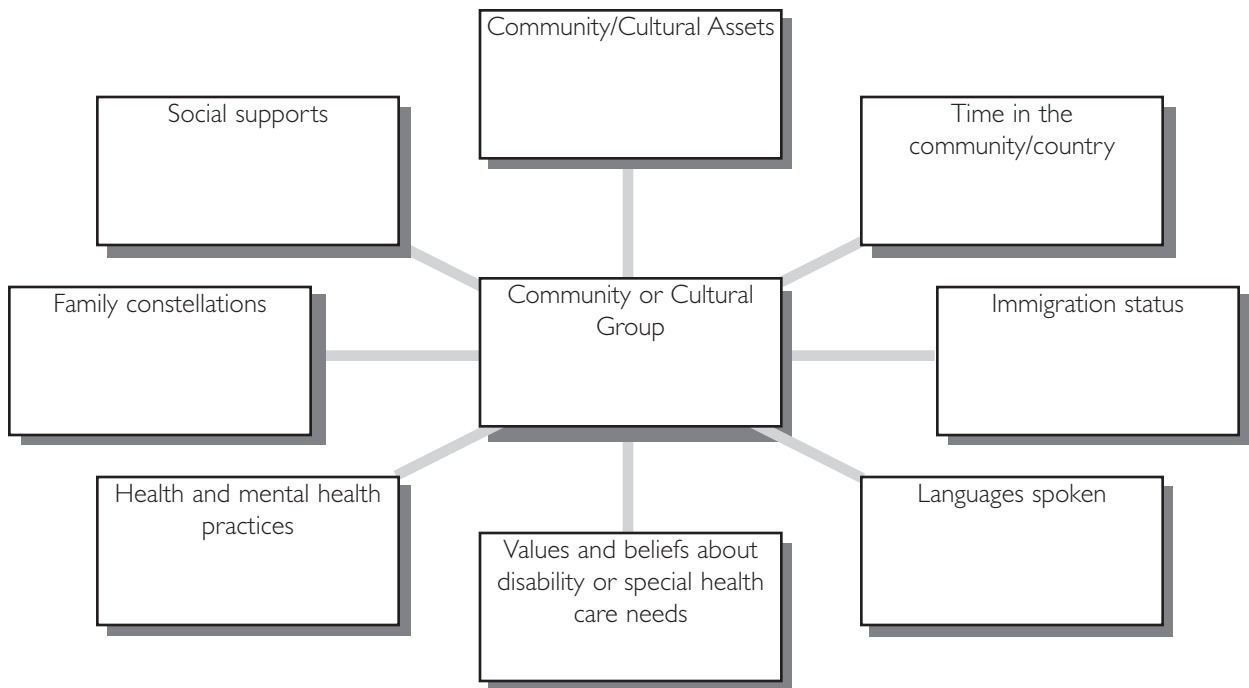 Community/Cultural Assets
Social supports
Time in the
community/country
Family constellations
Community or Cultural
Group
Immigration status
Health and mental health
practices
Values and beliefs about
disability or special health
care needs
Languages spoken